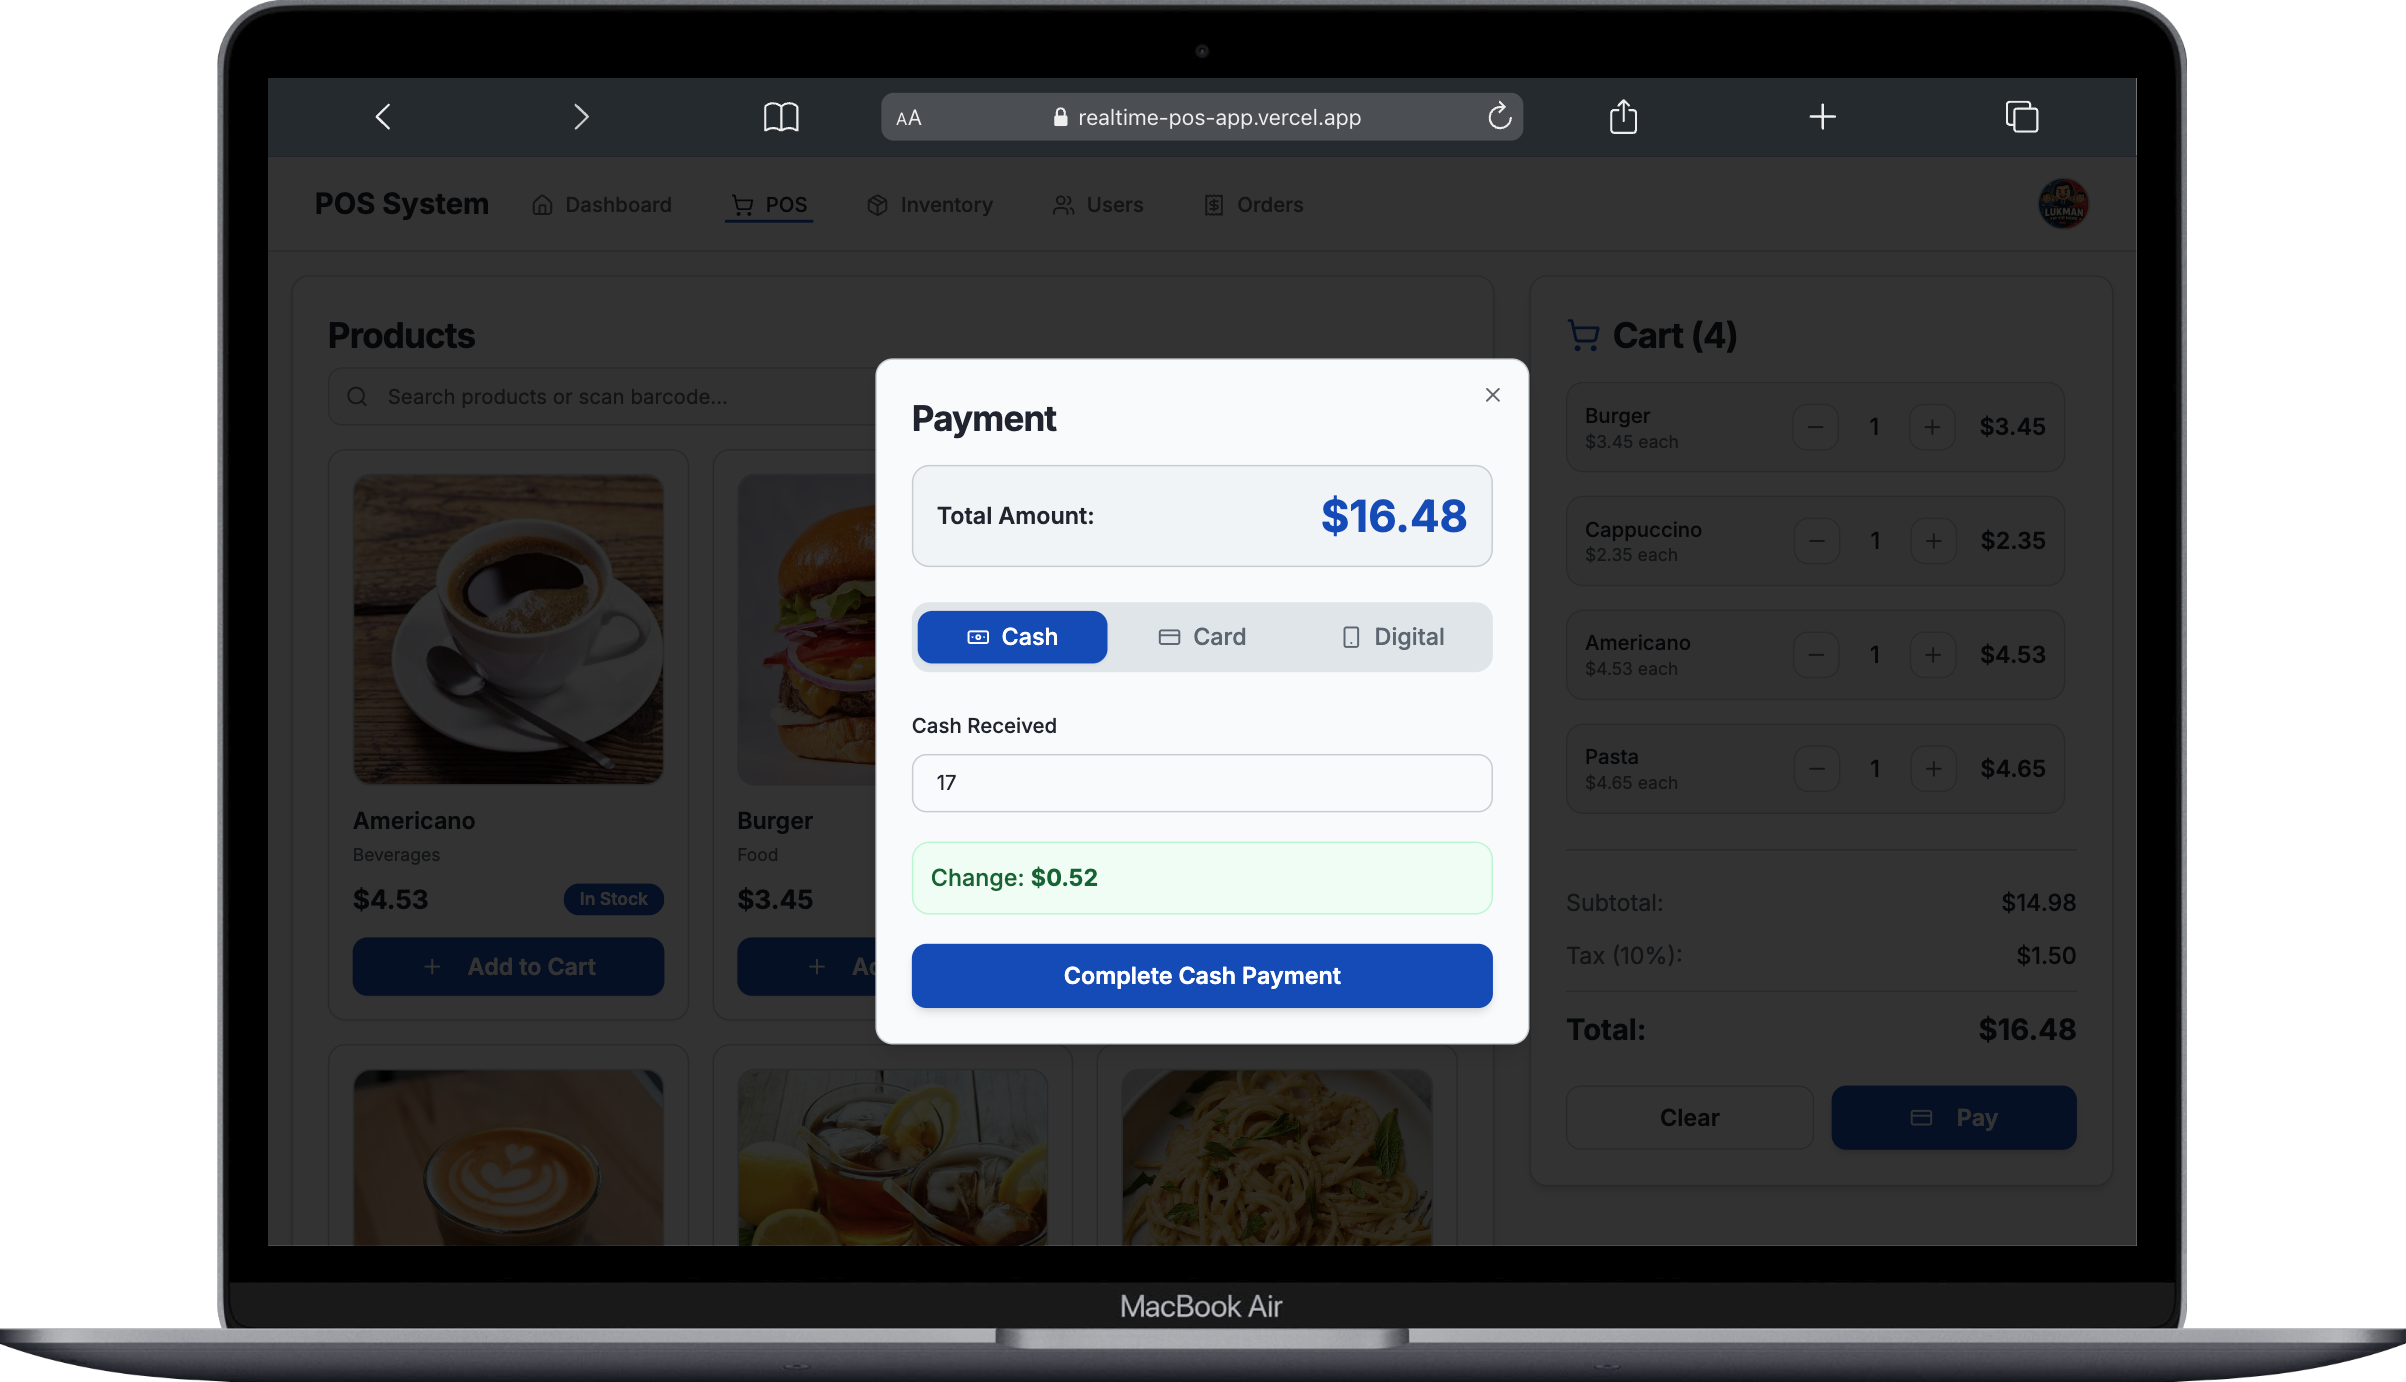 AA realtime-pos-app.vercel.app
POS System Dashboard POS Inventory Users Orders
LUKMAN
Products
Search products or scan barcode...
Americano
Beverages
$4.53 In Stock
+ Add to Cart
Burger
Food
$3.45
+ Ac
Payment
Total Amount: $16.48
Cash Card Digital
Cash Received
17
Change: $0.52
Complete Cash Payment
Cart (4)
Burger
$3.45 each
− 1 + $3.45
Cappuccino
$2.35 each
− 1 + $2.35
Americano
$4.53 each
− 1 + $4.53
Pasta
$4.65 each
− 1 + $4.65
Subtotal: $14.98
Tax (10%): $1.50
Total: $16.48
Clear Pay
MacBook Air